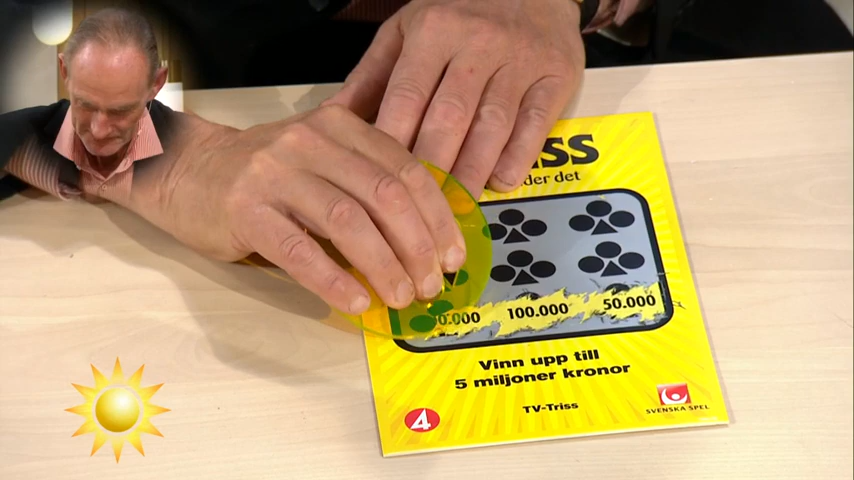 ISS
der det
0.000 100.000 50.000
Vinn upp till
5 miljoner kronor
TV-Triss
4
SVENSKA SPEL